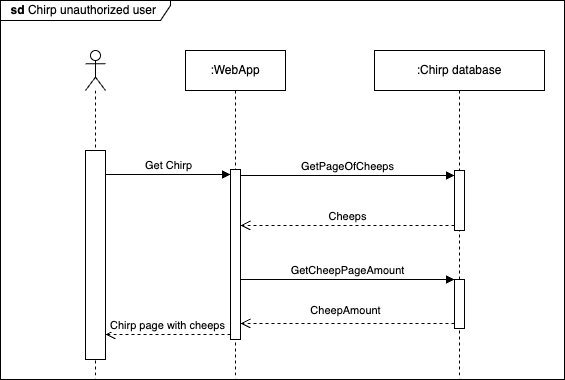 sd Chirp unauthorized user
:WebApp
:Chirp database
Get Chirp
GetPageOfCheeps
Cheeps
GetCheepPageAmount
CheepAmount
Chirp page with cheeps